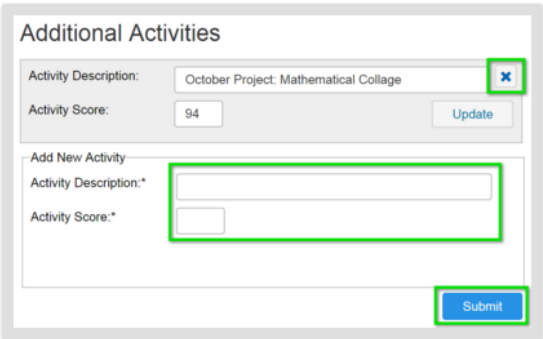 Additional Activities
Activity Description: October Project: Mathematical Collage
Activity Score: 94 Update
Add New Activity
Activity Description:*
Activity Score:*
Submit